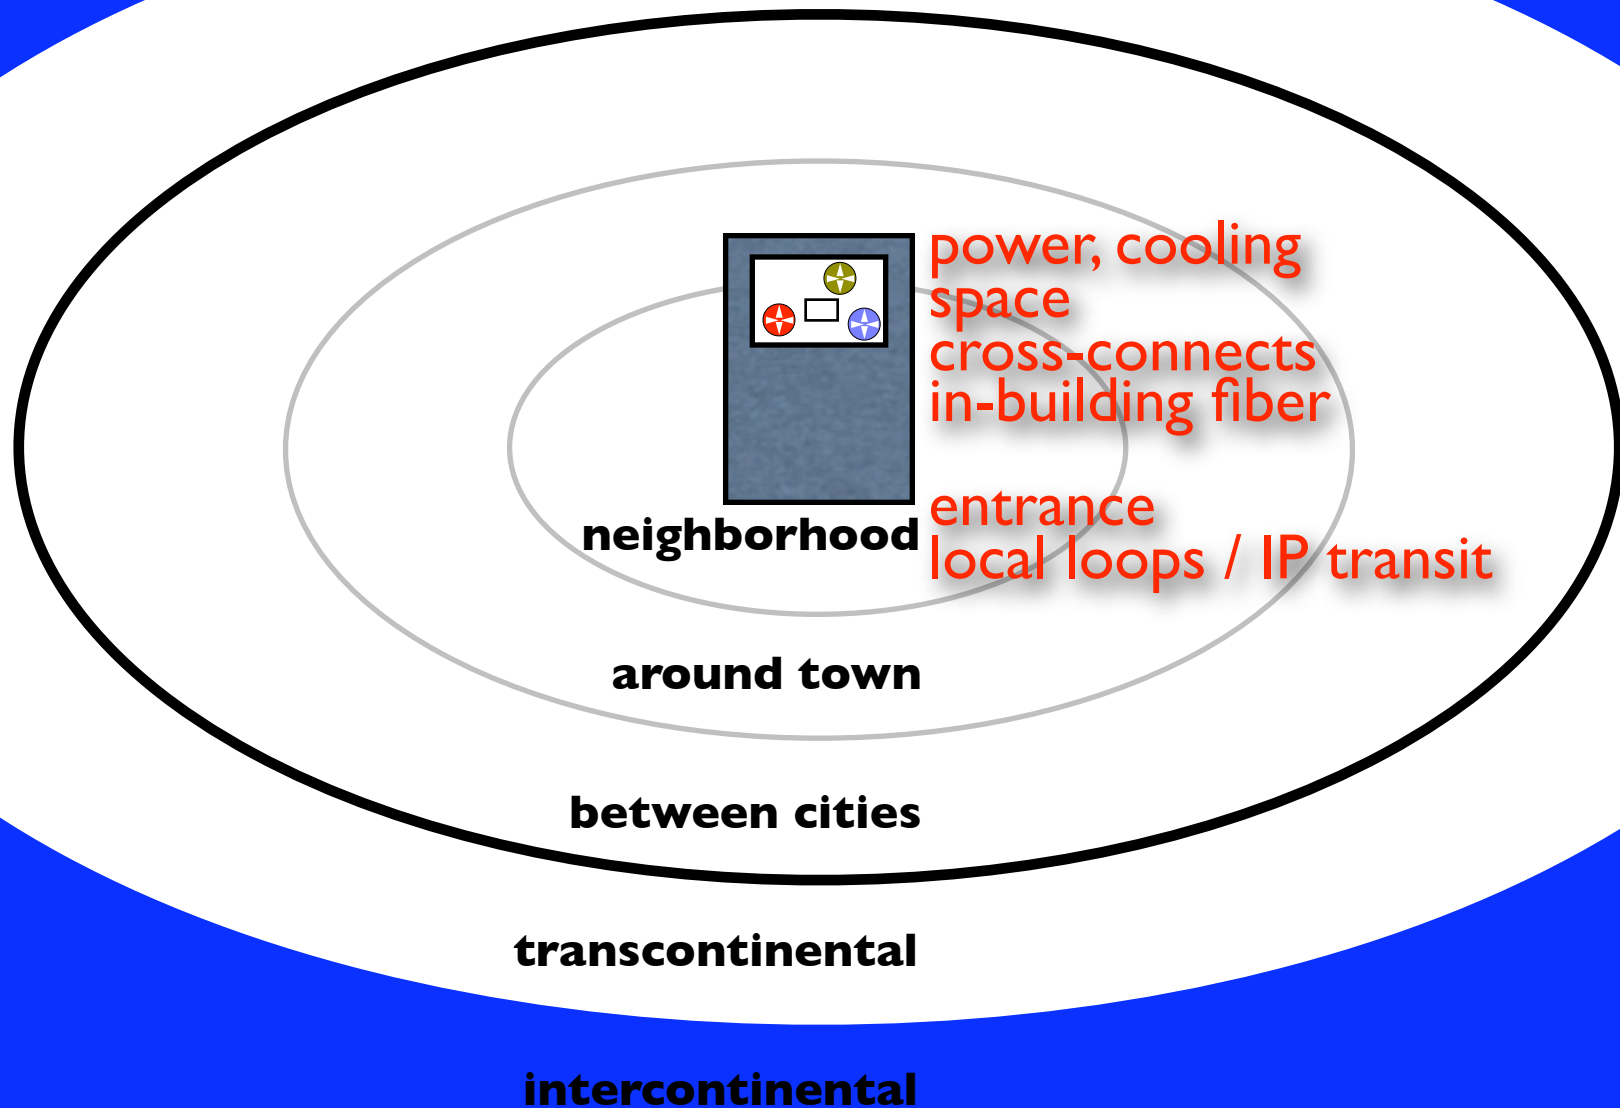 power, cooling
space
cross-connects
in-building fiber
entrance
neighborhood
local loops / IP transit
around town
between cities
transcontinental
intercontinental